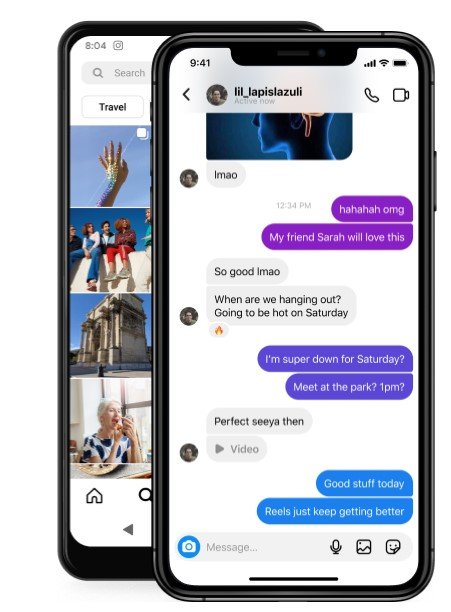 8:04
Search
Travel
9:41
lil_lapislazuli
Active now
lmao
12:34 PM
hahahah omg
My friend Sarah will love this
So good lmao
When are we hanging out?
Going to be hot on Saturday
I'm super down for Saturday?
Meet at the park? 1pm?
Perfect seeya then
Video
Good stuff today
Reels just keep getting better
Message...